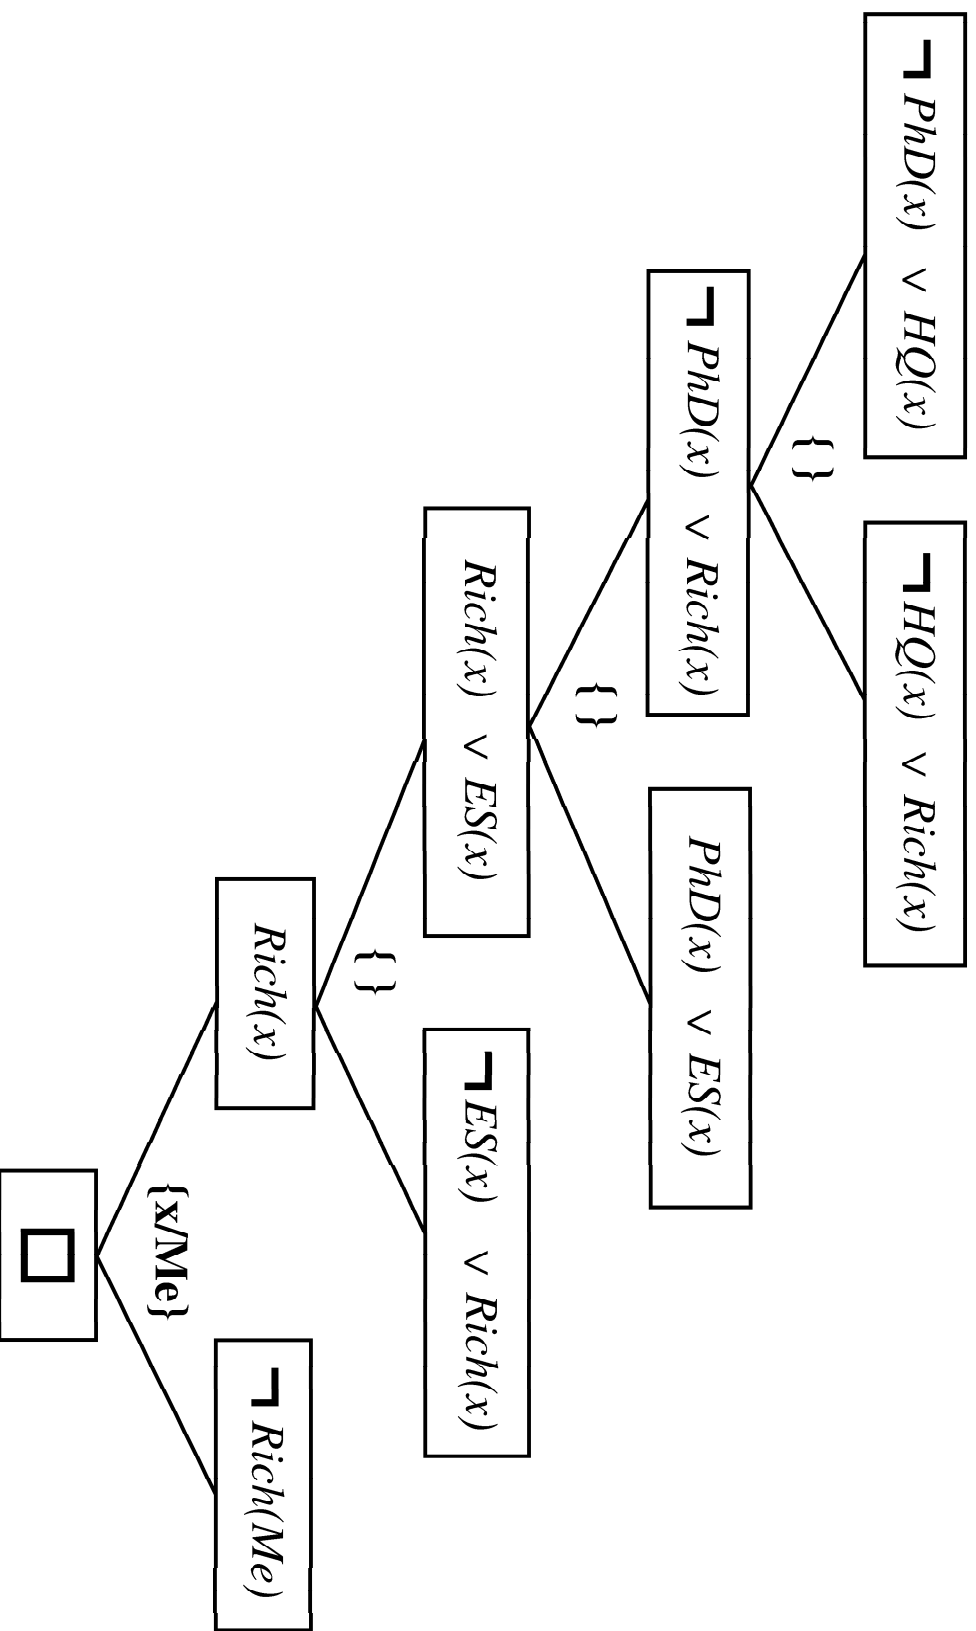 ¬ PhD(x) ∨ HQ(x)
¬ HQ(x) ∨ Rich(x)
{ }
¬ PhD(x) ∨ Rich(x)
PhD(x) ∨ ES(x)
{ }
Rich(x) ∨ ES(x)
¬ ES(x) ∨ Rich(x)
{ }
Rich(x)
¬ Rich(Me)
{x/Me}
□